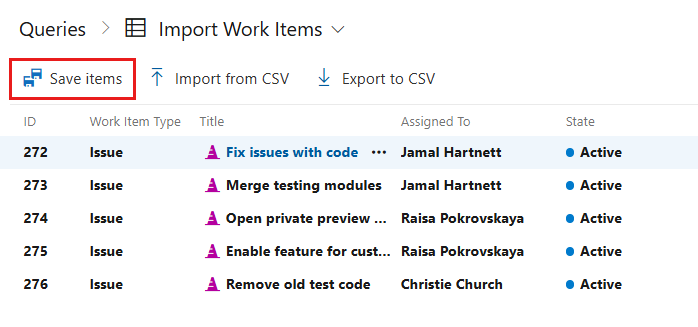 Queries > Import Work Items
Save items Import from CSV Export to CSV
ID Work Item Type Title Assigned To State
272 Issue Fix issues with code ••• Jamal Hartnett Active
273 Issue Merge testing modules Jamal Hartnett Active
274 Issue Open private preview ... Raisa Pokrovskaya Active
275 Issue Enable feature for cust... Raisa Pokrovskaya Active
276 Issue Remove old test code Christie Church Active